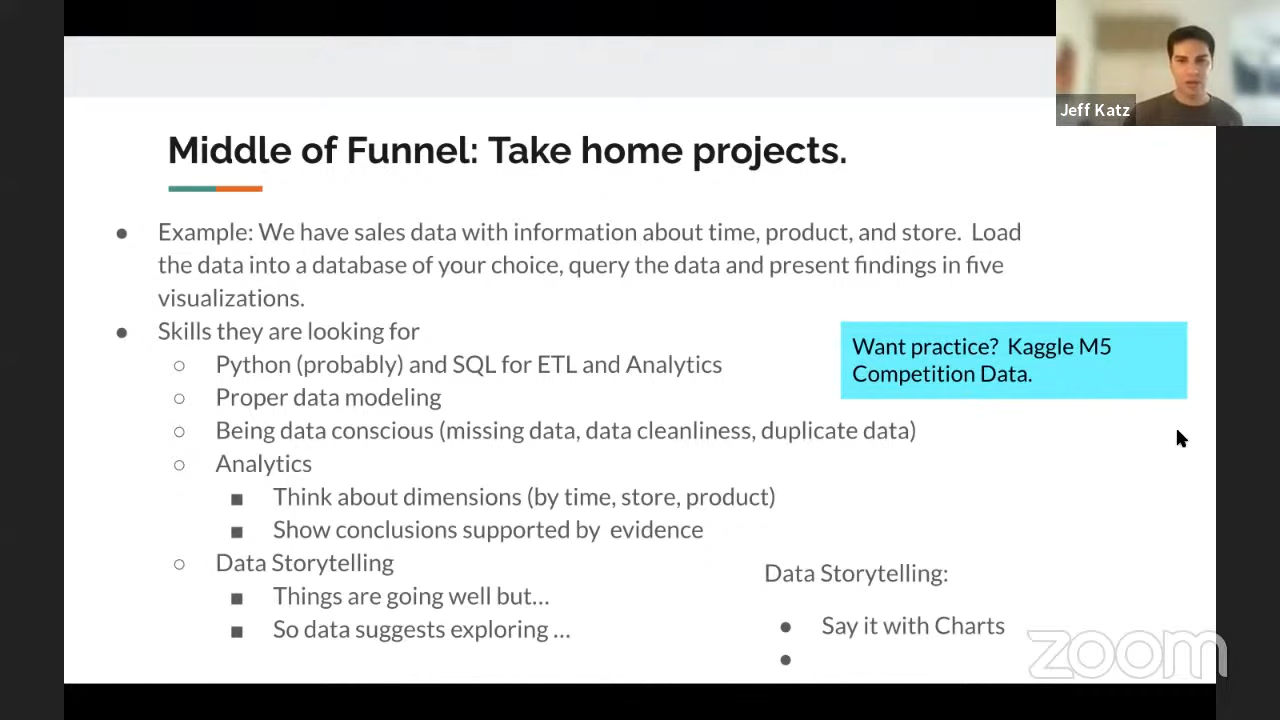 Jeff Katz
Middle of Funnel: Take home projects.
● Example: We have sales data with information about time, product, and store. Load
the data into a database of your choice, query the data and present findings in five
visualizations.
● Skills they are looking for
○ Python (probably) and SQL for ETL and Analytics
○ Proper data modeling
○ Being data conscious (missing data, data cleanliness, duplicate data)
○ Analytics
■ Think about dimensions (by time, store, product)
■ Show conclusions supported by evidence
○ Data Storytelling
■ Things are going well but...
■ So data suggests exploring ...
Want practice? Kaggle M5
Competition Data.
Data Storytelling:
● Say it with Charts
●
zoom